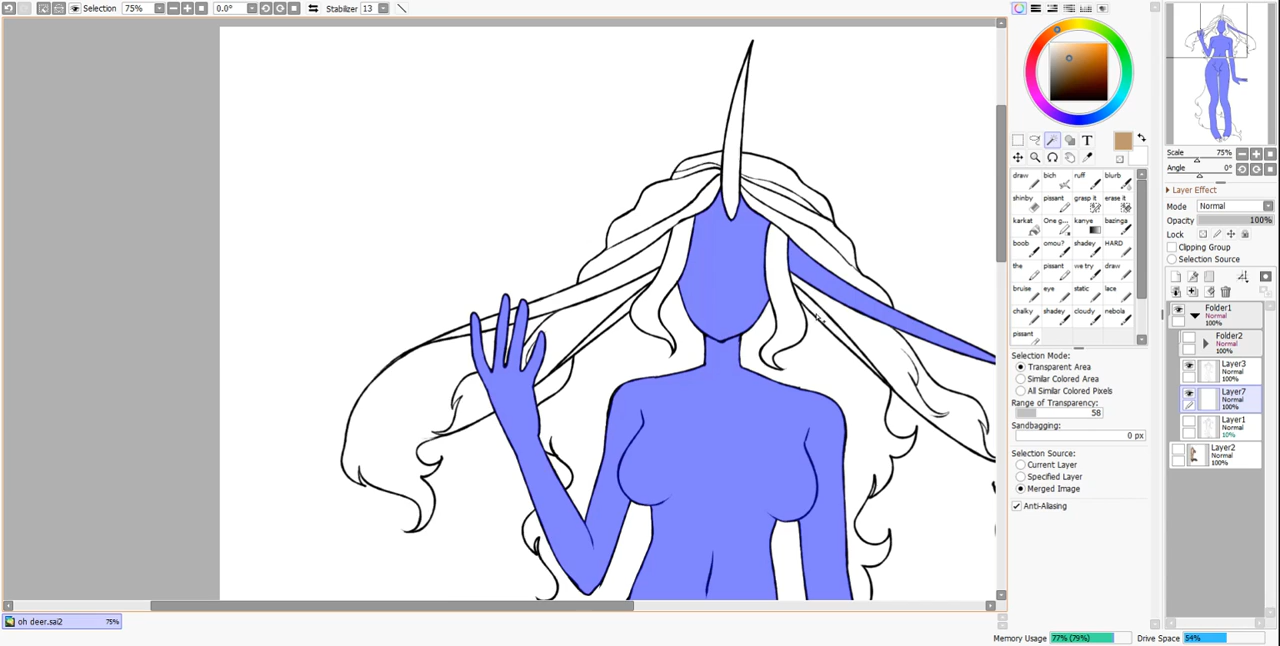 Selection 75% 0.0° Stabilizer 13
T
draw bich ruff blurb
shinby pissant grasp it erase it
karkat One g... kanye bazinga
boob omou? shadey HARD
the pissant we try draw
bruise eye static lace
chalky shadey cloudy nebola
pissant
Selection Mode:
Transparent Area
Similar Colored Area
All Similar Colored Pixels
Range of Transparency:
58
Sandbagging:
0 px
Selection Source:
Current Layer
Specified Layer
Merged Image
Anti-Aliasing
Scale 75%
Angle 0°
Layer Effect
Mode Normal
Opacity 100%
Lock
Clipping Group
Selection Source
Folder1
Normal
100%
Folder2
Normal
100%
Layer3
Normal
100%
Layer7
Normal
100%
Layer1
Normal
10%
Layer2
Normal
100%
oh deer.sai2 75%
Memory Usage 77% (79%) Drive Space 54%